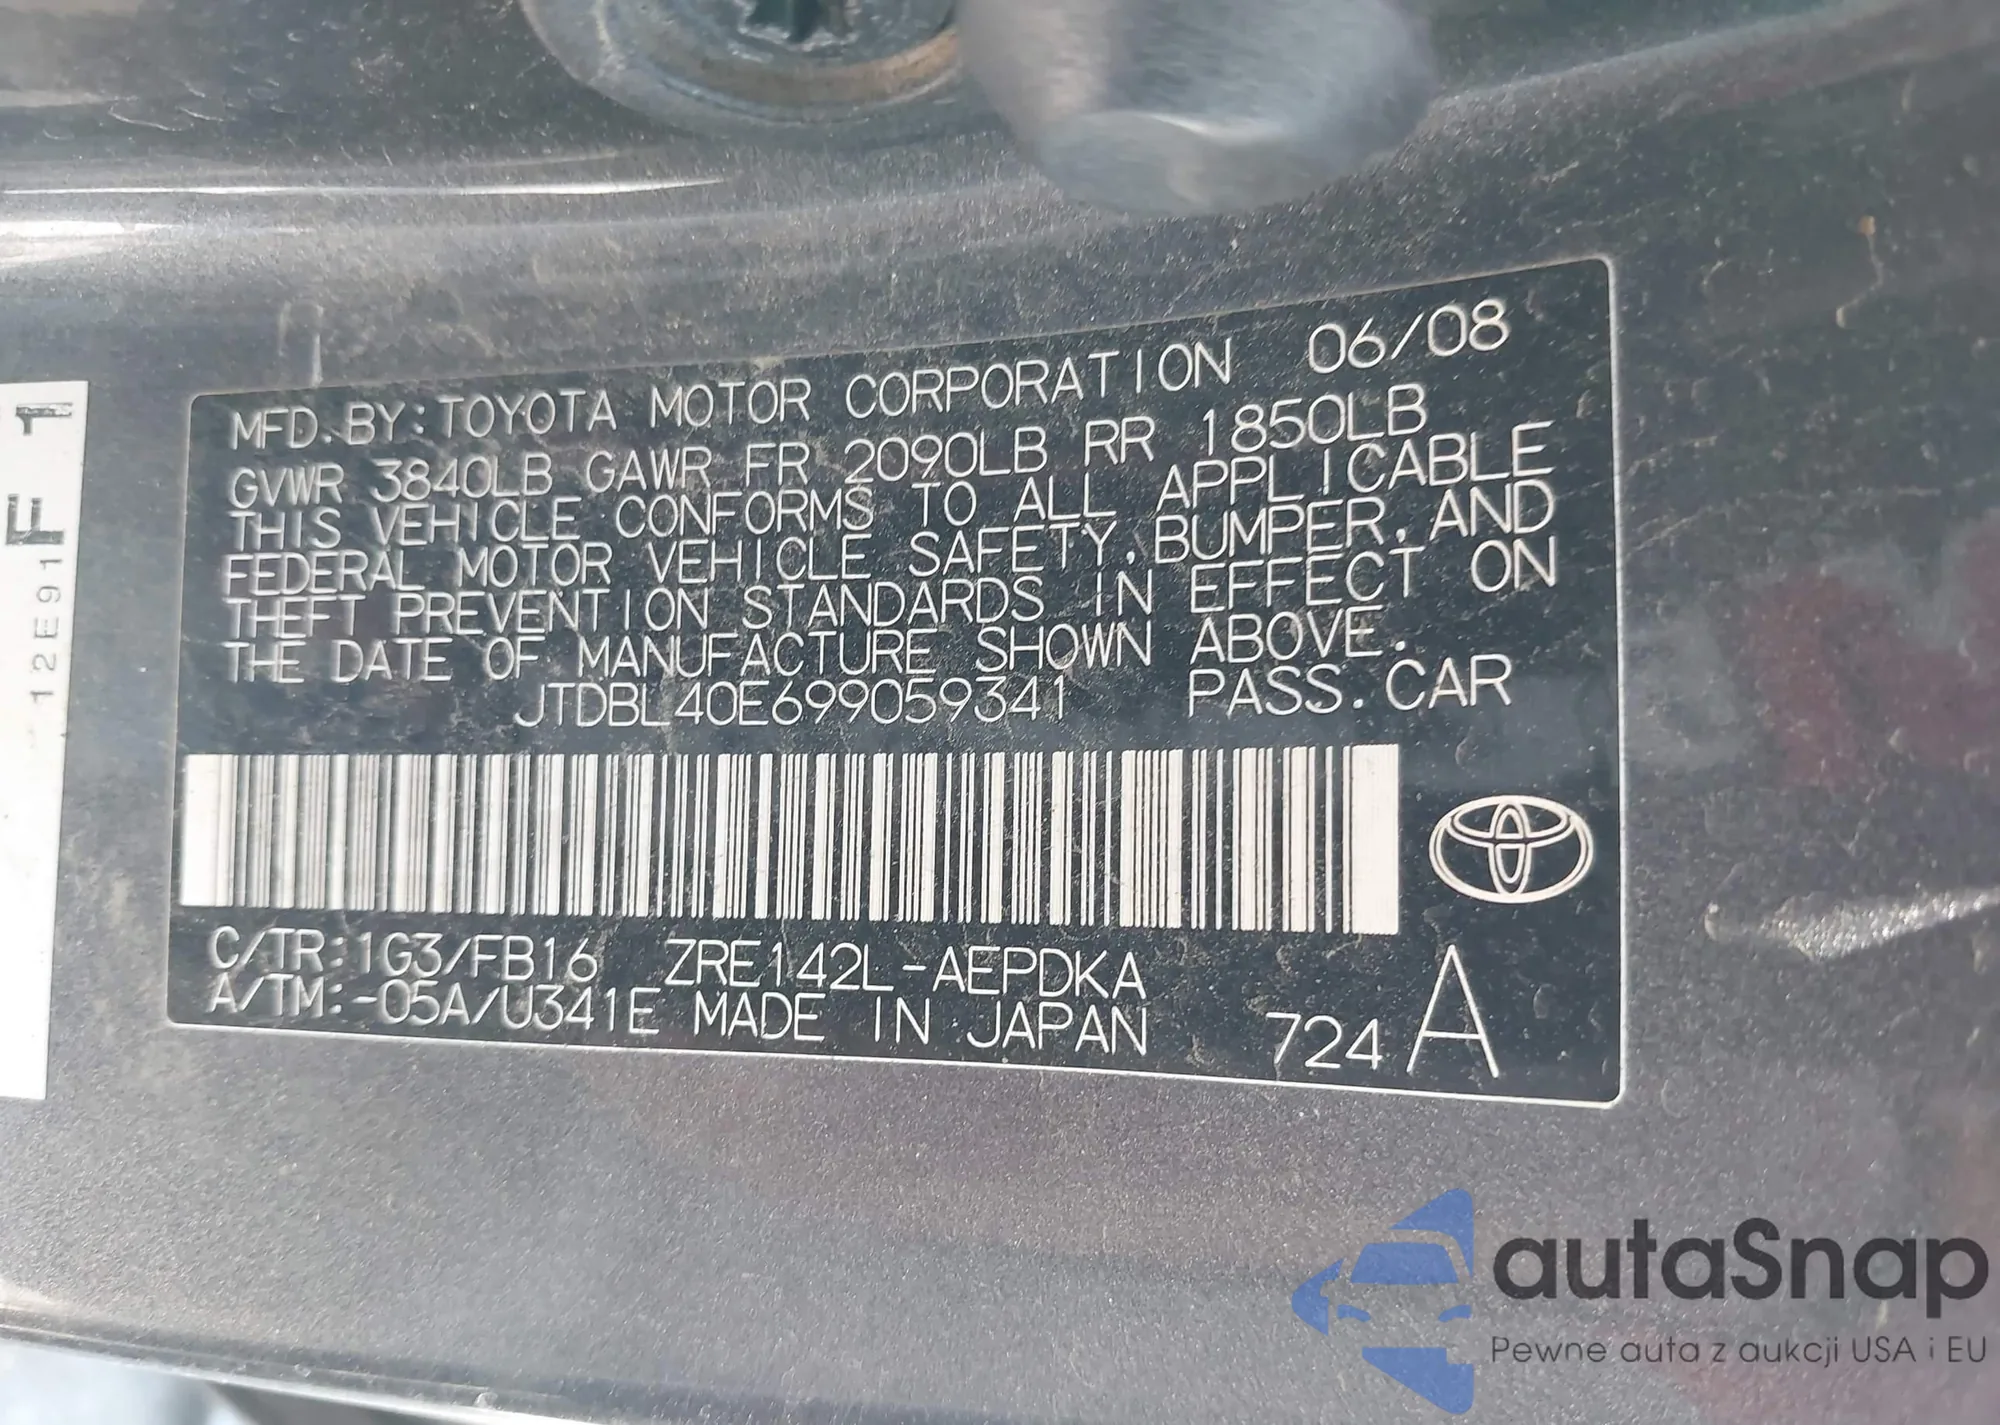 F 1
12E91
MFD. BY: TOYOTA MOTOR CORPORATION 06/08
GVWR 3840LB GAWR FR 2090LB RR 1850LB
THIS VEHICLE CONFORMS TO ALL APPLICABLE
FEDERAL MOTOR VEHICLE SAFETY, BUMPER, AND
THEFT PREVENTION STANDARDS IN EFFECT ON
THE DATE OF MANUFACTURE SHOWN ABOVE.
JTDBL40E699059341 PASS. CAR
C/TR:1G3/FB16 ZRE142L-AEPDKA
A/TM:-05A/U341E MADE IN JAPAN 724 A
autaSnap
Pewne auta z aukcji USA i EU